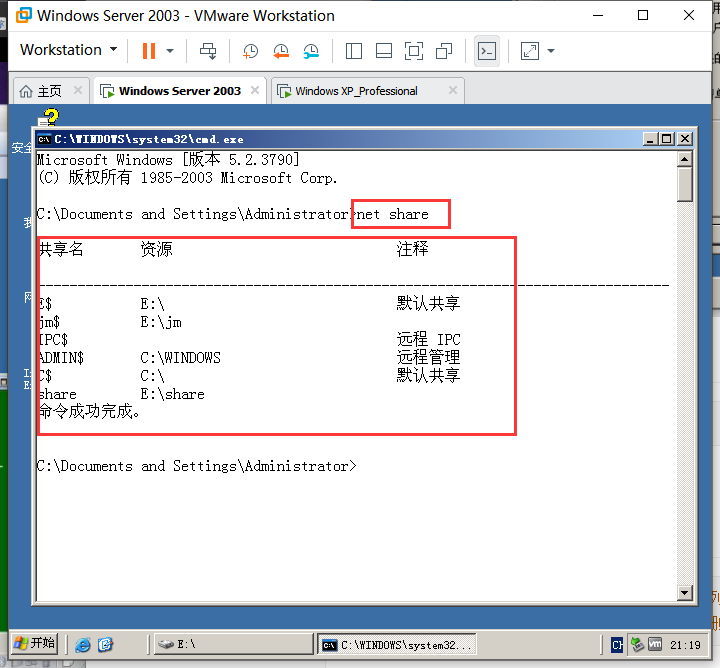 Windows Server 2003 - VMware Workstation
Workstation
主页 Windows Server 2003 Windows XP_Professional
C:\WINDOWS\system32\cmd.exe
Microsoft Windows [版本 5.2.3790]
(C) 版权所有 1985-2003 Microsoft Corp.
C:\Documents and Settings\Administrator>net share
共享名 资源 注释
-------------------------------------------------------------------------------
E$ E:\ 默认共享
jm$ E:\jm
IPC$ 远程 IPC
ADMIN$ C:\WINDOWS 远程管理
C$ C:\ 默认共享
share E:\share
命令成功完成。
C:\Documents and Settings\Administrator>
开始 E:\ C:\WINDOWS\system32... CH 21:19